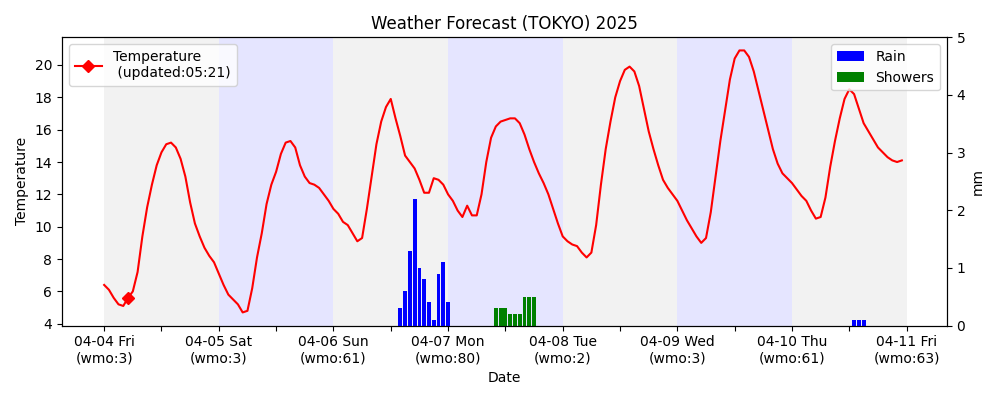 Weather Forecast (TOKYO) 2025
Temperature
(updated:05:21)
Rain
Showers
Temperature
20
18
16
14
12
10
8
6
4
5
4
3
2
1
0
mm
04-04 Fri
(wmo:3)
04-05 Sat
(wmo:3)
04-06 Sun
(wmo:61)
04-07 Mon
(wmo:80)
04-08 Tue
(wmo:2)
04-09 Wed
(wmo:3)
04-10 Thu
(wmo:61)
04-11 Fri
(wmo:63)
Date